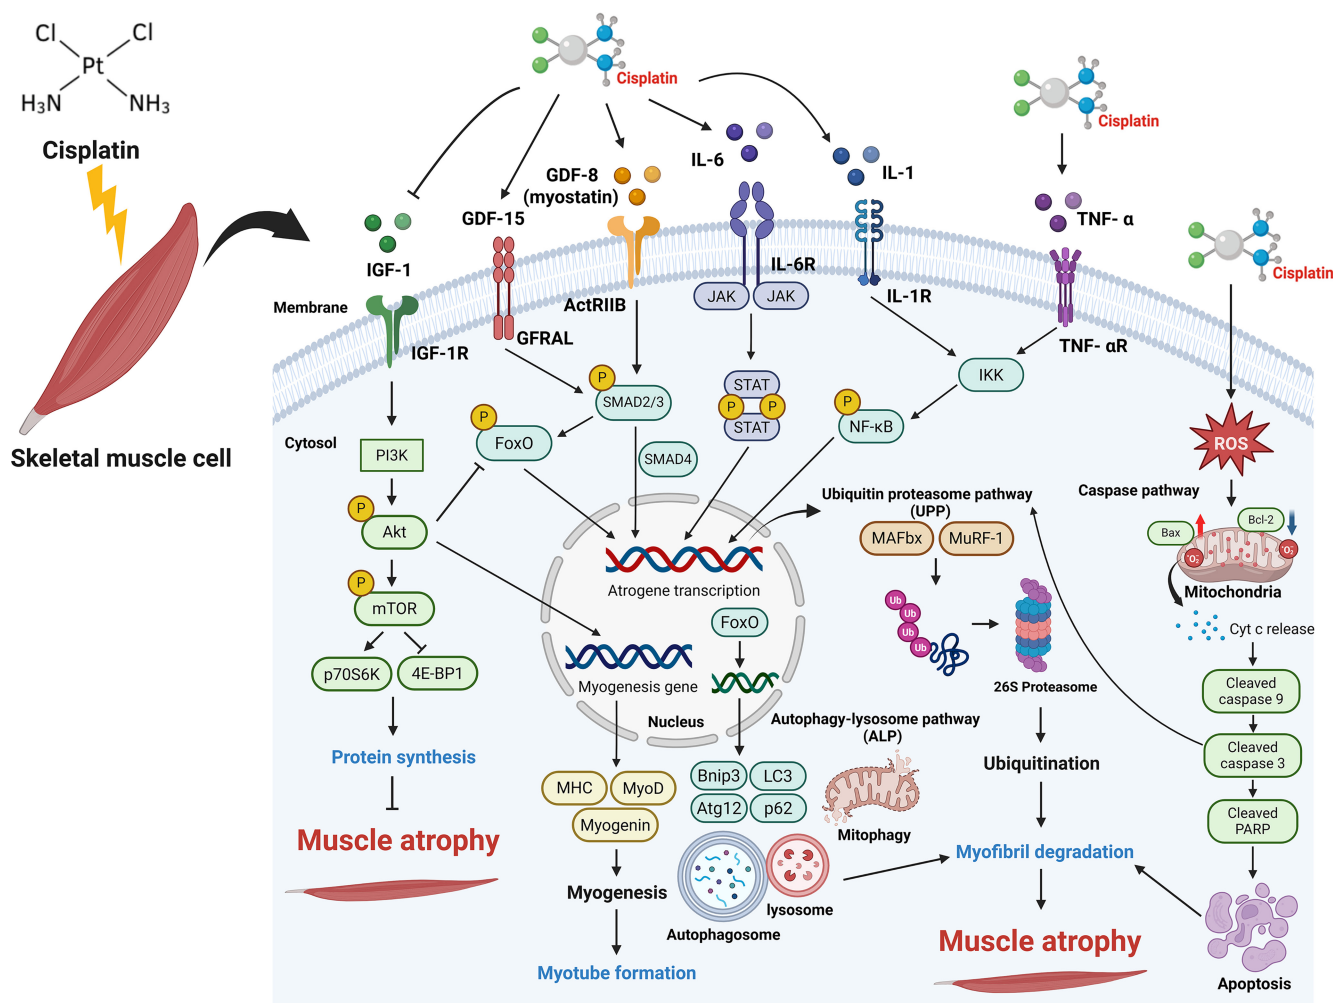 Cl
Cl
Pt
H3N
NH3
Cisplatin
Skeletal muscle cell
Cisplatin
Cisplatin
Cisplatin
IGF-1
GDF-15
GDF-8
(myostatin)
IL-6
IL-1
TNF- α
Membrane
IGF-1R
GFRAL
ActRIIB
IL-6R
JAK
JAK
IL-1R
TNF- αR
Cytosol
PI3K
P
Akt
P
mTOR
p70S6K
4E-BP1
Protein synthesis
Muscle atrophy
P
FoxO
P
SMAD2/3
SMAD4
STAT
P
P
STAT
IKK
P
NF-κB
Atrogene transcription
FoxO
Myogenesis gene
Nucleus
MHC
MyoD
Myogenin
Myogenesis
Myotube formation
Ubiquitin proteasome pathway
(UPP)
MAFbx
MuRF-1
Ub
Ub
Ub
Ub
26S Proteasome
Ubiquitination
Autophagy-lysosome pathway
(ALP)
Bnip3
LC3
Atg12
p62
Mitophagy
Autophagosome
lysosome
Myofibril degradation
Muscle atrophy
ROS
Caspase pathway
Bax
Bcl-2
•O2-
•O2-
Mitochondria
Cyt c release
Cleaved
caspase 9
Cleaved
caspase 3
Cleaved
PARP
Apoptosis